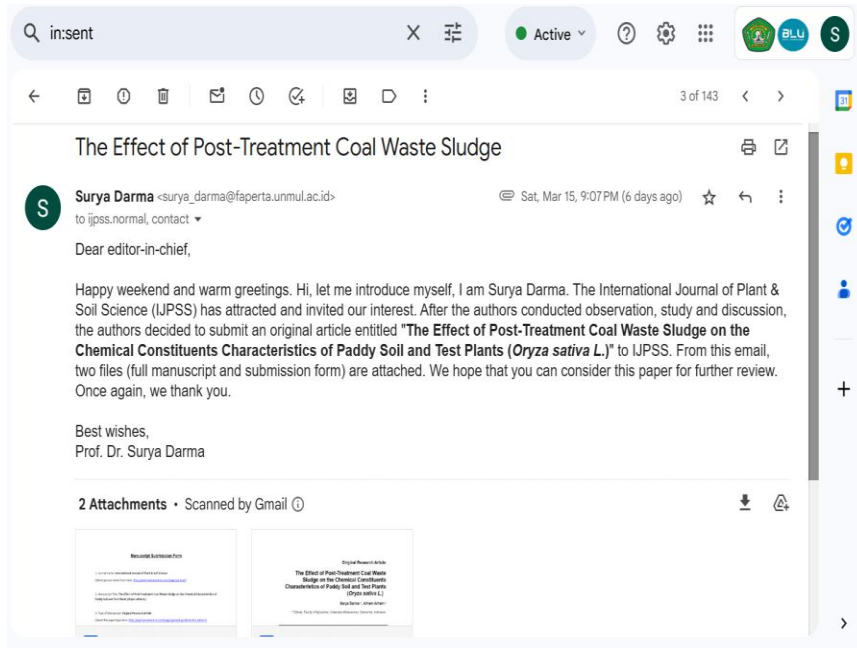 in:sent
Active
BLU
S
3 of 143
31
The Effect of Post-Treatment Coal Waste Sludge
S
Surya Darma <surya_darma@faperta.unmul.ac.id>
Sat, Mar 15, 9:07 PM (6 days ago)
to ijpss.normal, contact
Dear editor-in-chief,
Happy weekend and warm greetings. Hi, let me introduce myself, I am Surya Darma. The International Journal of Plant &
Soil Science (IJPSS) has attracted and invited our interest. After the authors conducted observation, study and discussion,
the authors decided to submit an original article entitled "The Effect of Post-Treatment Coal Waste Sludge on the
Chemical Constituents Characteristics of Paddy Soil and Test Plants (Oryza sativa L.)" to IJPSS. From this email,
two files (full manuscript and submission form) are attached. We hope that you can consider this paper for further review.
Once again, we thank you.
Best wishes,
Prof. Dr. Surya Darma
2 Attachments • Scanned by Gmail
Manuscript Submission Form
Original Research Article
The Effect of Post-Treatment Coal Waste
Sludge on the Chemical Constituents
Characteristics of Paddy Soil and Test Plants
(Oryza sativa L.)